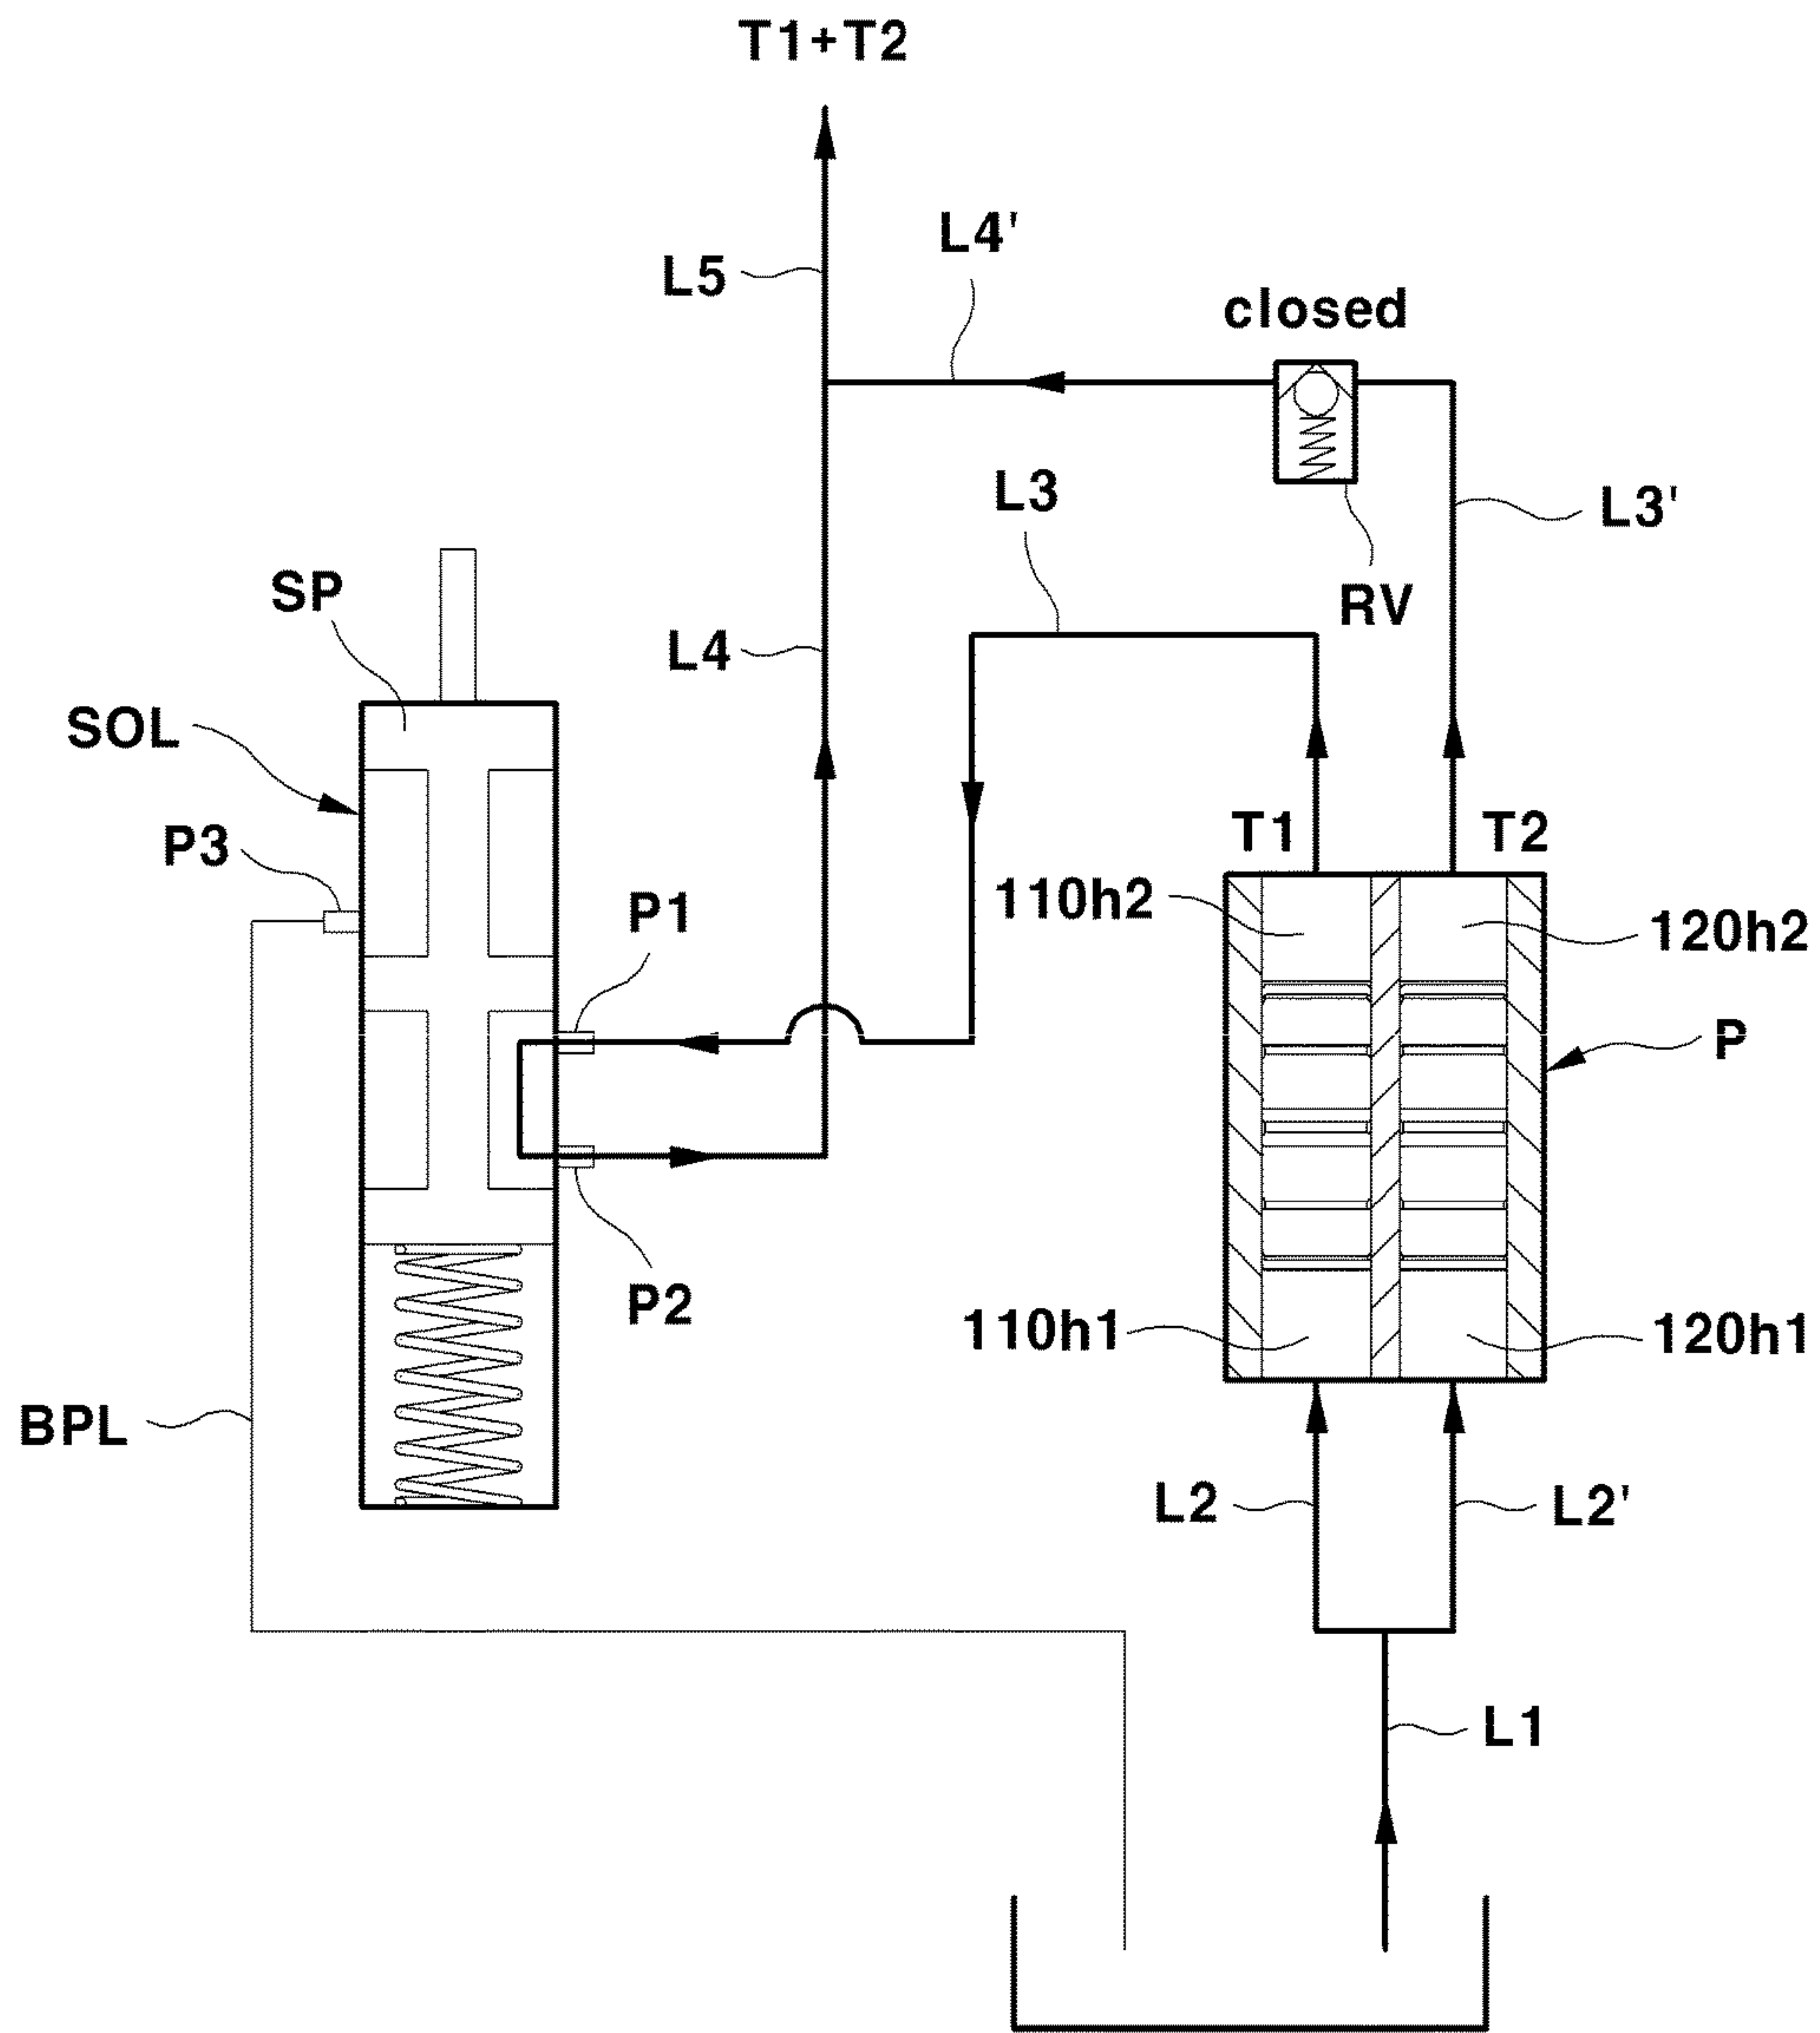 T1+T2
L4'
L5
closed
L3
L3'
SP
RV
L4
SOL
T1
T2
P3
110h2
P1
120h2
P
P2
110h1
120h1
BPL
L2
L2'
L1